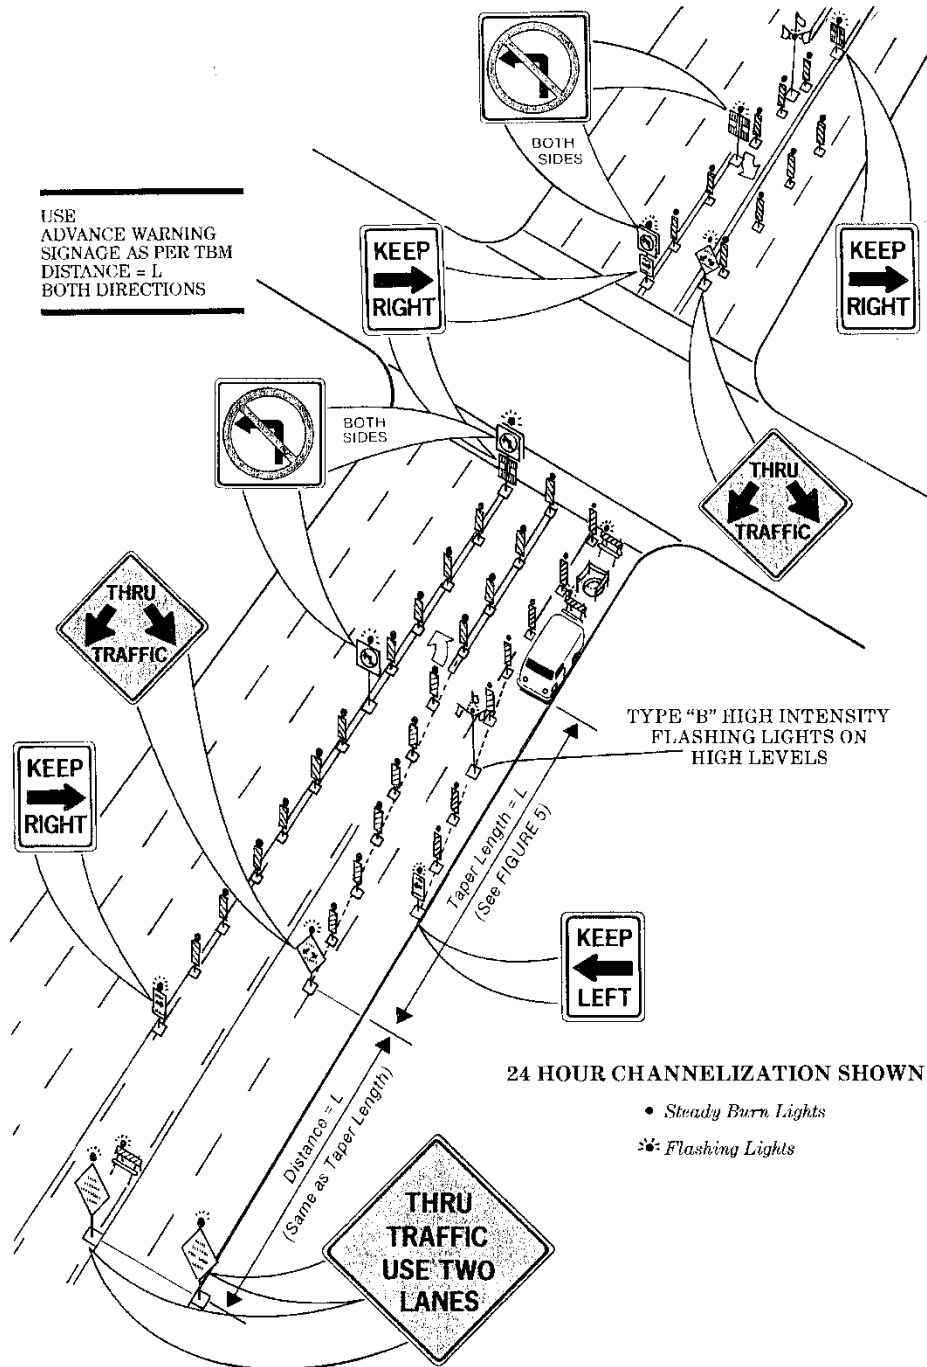 BOTH
SIDES
USE
ADVANCE WARNING
SIGNAGE AS PER TBM
DISTANCE = L
BOTH DIRECTIONS
KEEP
RIGHT
KEEP
RIGHT
BOTH
SIDES
THRU
TRAFFIC
THRU
TRAFFIC
TYPE “B” HIGH INTENSITY
FLASHING LIGHTS ON
HIGH LEVELS
KEEP
RIGHT
Taper Length = L
(See FIGURE 5)
KEEP
LEFT
24 HOUR CHANNELIZATION SHOWN
Steady Burn Lights
Flashing Lights
Distance = L
(Same as Taper Length)
THRU
TRAFFIC
USE TWO
LANES